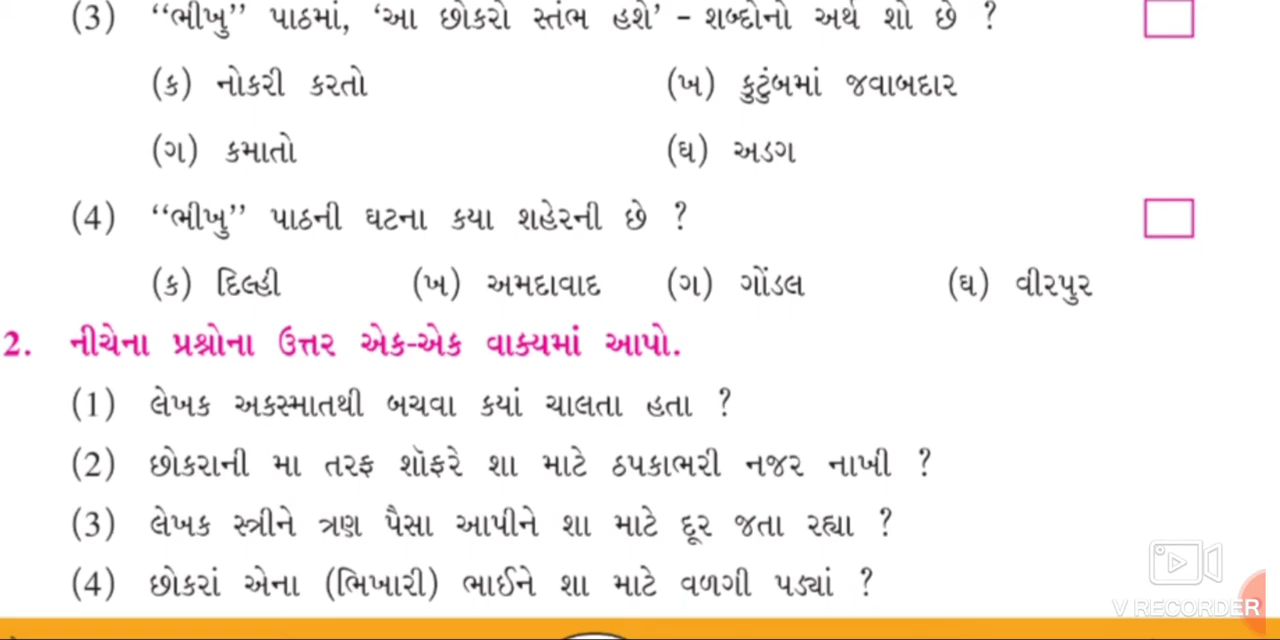 (3) “ભીખુ” પાઠમાં, ‘આ છોકરો સ્તંભ હશે’ - શબ્દોનો અર્થ શો છે ?
(ક) નોકરી કરતો (ખ) કુટુંબમાં જવાબદાર
(ગ) કમાતો (ઘ) અડગ
(4) “ભીખુ” પાઠની ઘટના કયા શહેરની છે ?
(ક) દિલ્હી (ખ) અમદાવાદ (ગ) ગોંડલ (ઘ) વીરપુર
2. નીચેના પ્રશ્નોના ઉત્તર એક-એક વાક્યમાં આપો.
(1) લેખક અકસ્માતથી બચવા કયાં ચાલતા હતા ?
(2) છોકરાની મા તરફ શૉફરે શા માટે ઠપકાભરી નજર નાખી ?
(3) લેખક સ્ત્રીને ત્રણ પૈસા આપીને શા માટે દૂર જતા રહ્યા ?
(4) છોકરાં એના (ભિખારી) ભાઈને શા માટે વળગી પડ્યાં ?
V RECORDER